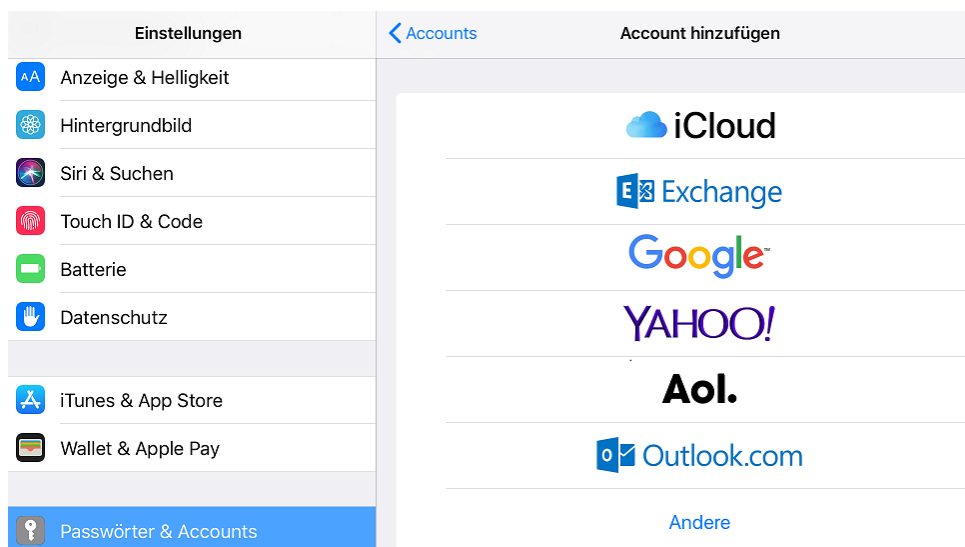 Einstellungen
Anzeige & Helligkeit
Hintergrundbild
Siri & Suchen
Touch ID & Code
Batterie
Datenschutz
iTunes & App Store
Wallet & Apple Pay
Passwörter & Accounts
Accounts
Account hinzufügen
iCloud
Exchange
Google™
YAHOO!
Aol.
Outlook.com
Andere